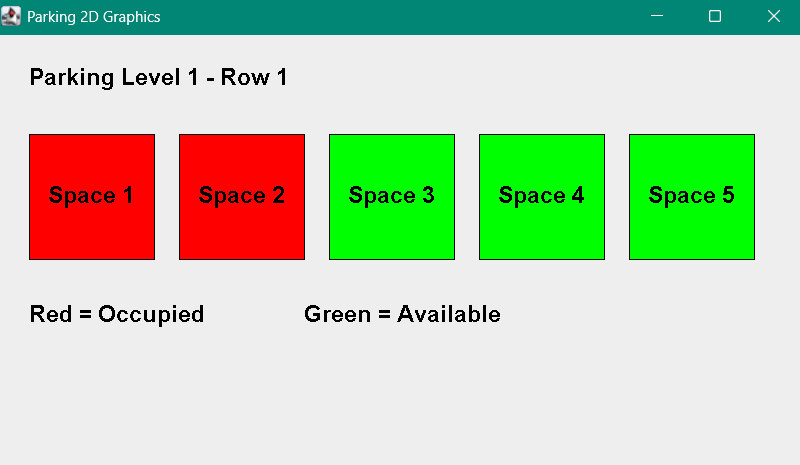 Parking 2D Graphics
Parking Level 1 - Row 1
Space 1 Space 2 Space 3 Space 4 Space 5
Red = Occupied Green = Available